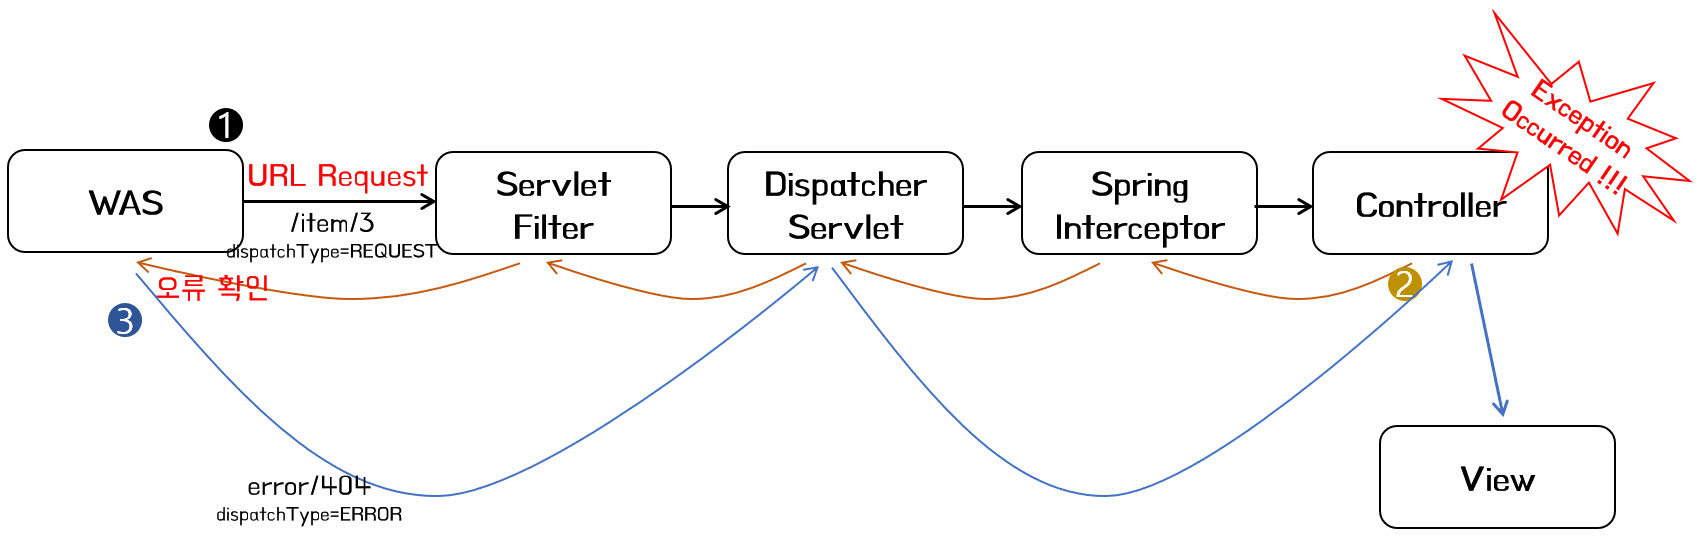 1
WAS
URL Request
/item/3
dispatchType=REQUEST
Servlet
Filter
Dispatcher
Servlet
Spring
Interceptor
Controller
Exception
Occurred !!!
오류 확인
2
3
error/404
dispatchType=ERROR
View